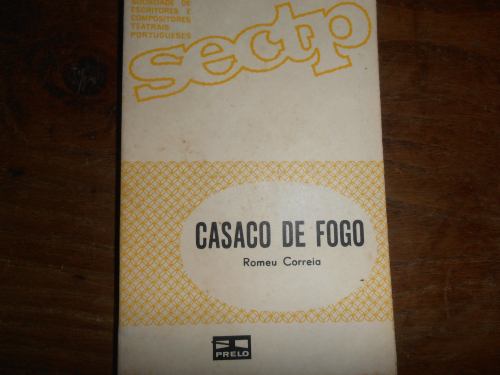 SOCIEDADE DE
ESCRITORES E
COMPOSITORES
TEATRAIS
PORTUGUESES
sectp
CASACO DE FOGO
Romeu Correia
PRELO